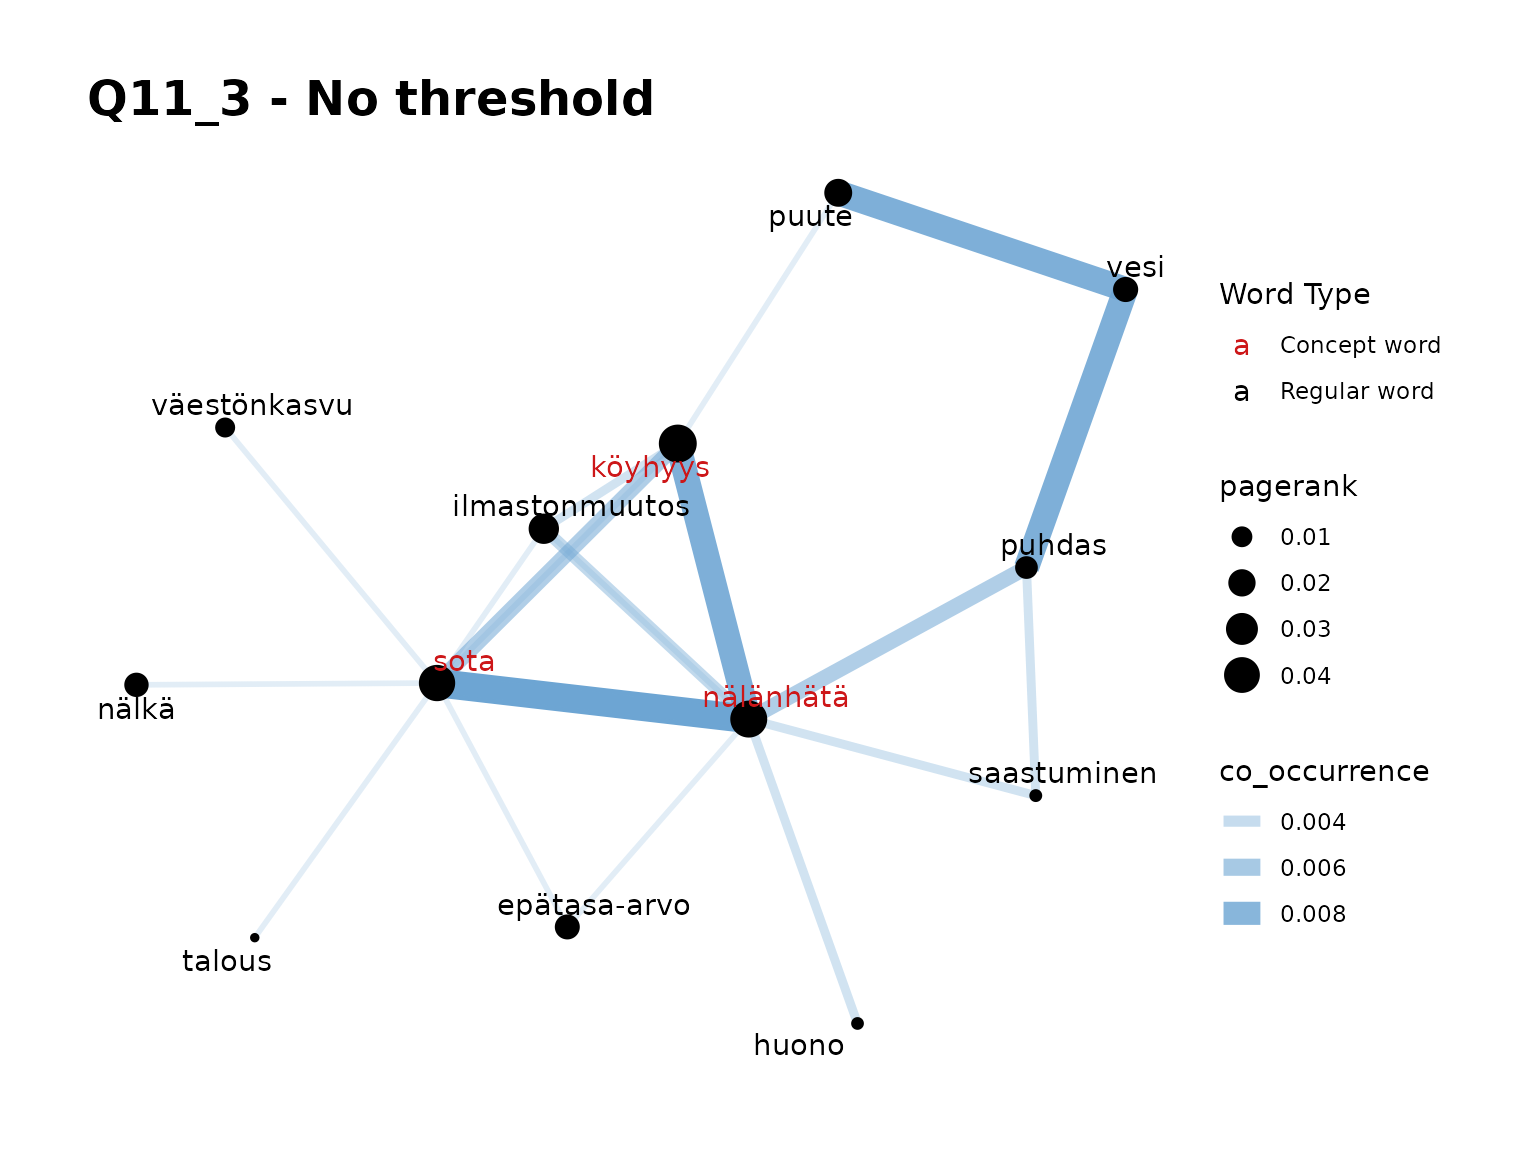 Q11_3 - No threshold
puute
vesi
väestönkasvu
köyhyys
ilmastonmuutos
puhdas
sota
nälänhätä
nälkä
saastuminen
epätasa-arvo
talous
huono
Word Type
a Concept word
a Regular word
pagerank
0.01
0.02
0.03
0.04
co_occurrence
0.004
0.006
0.008